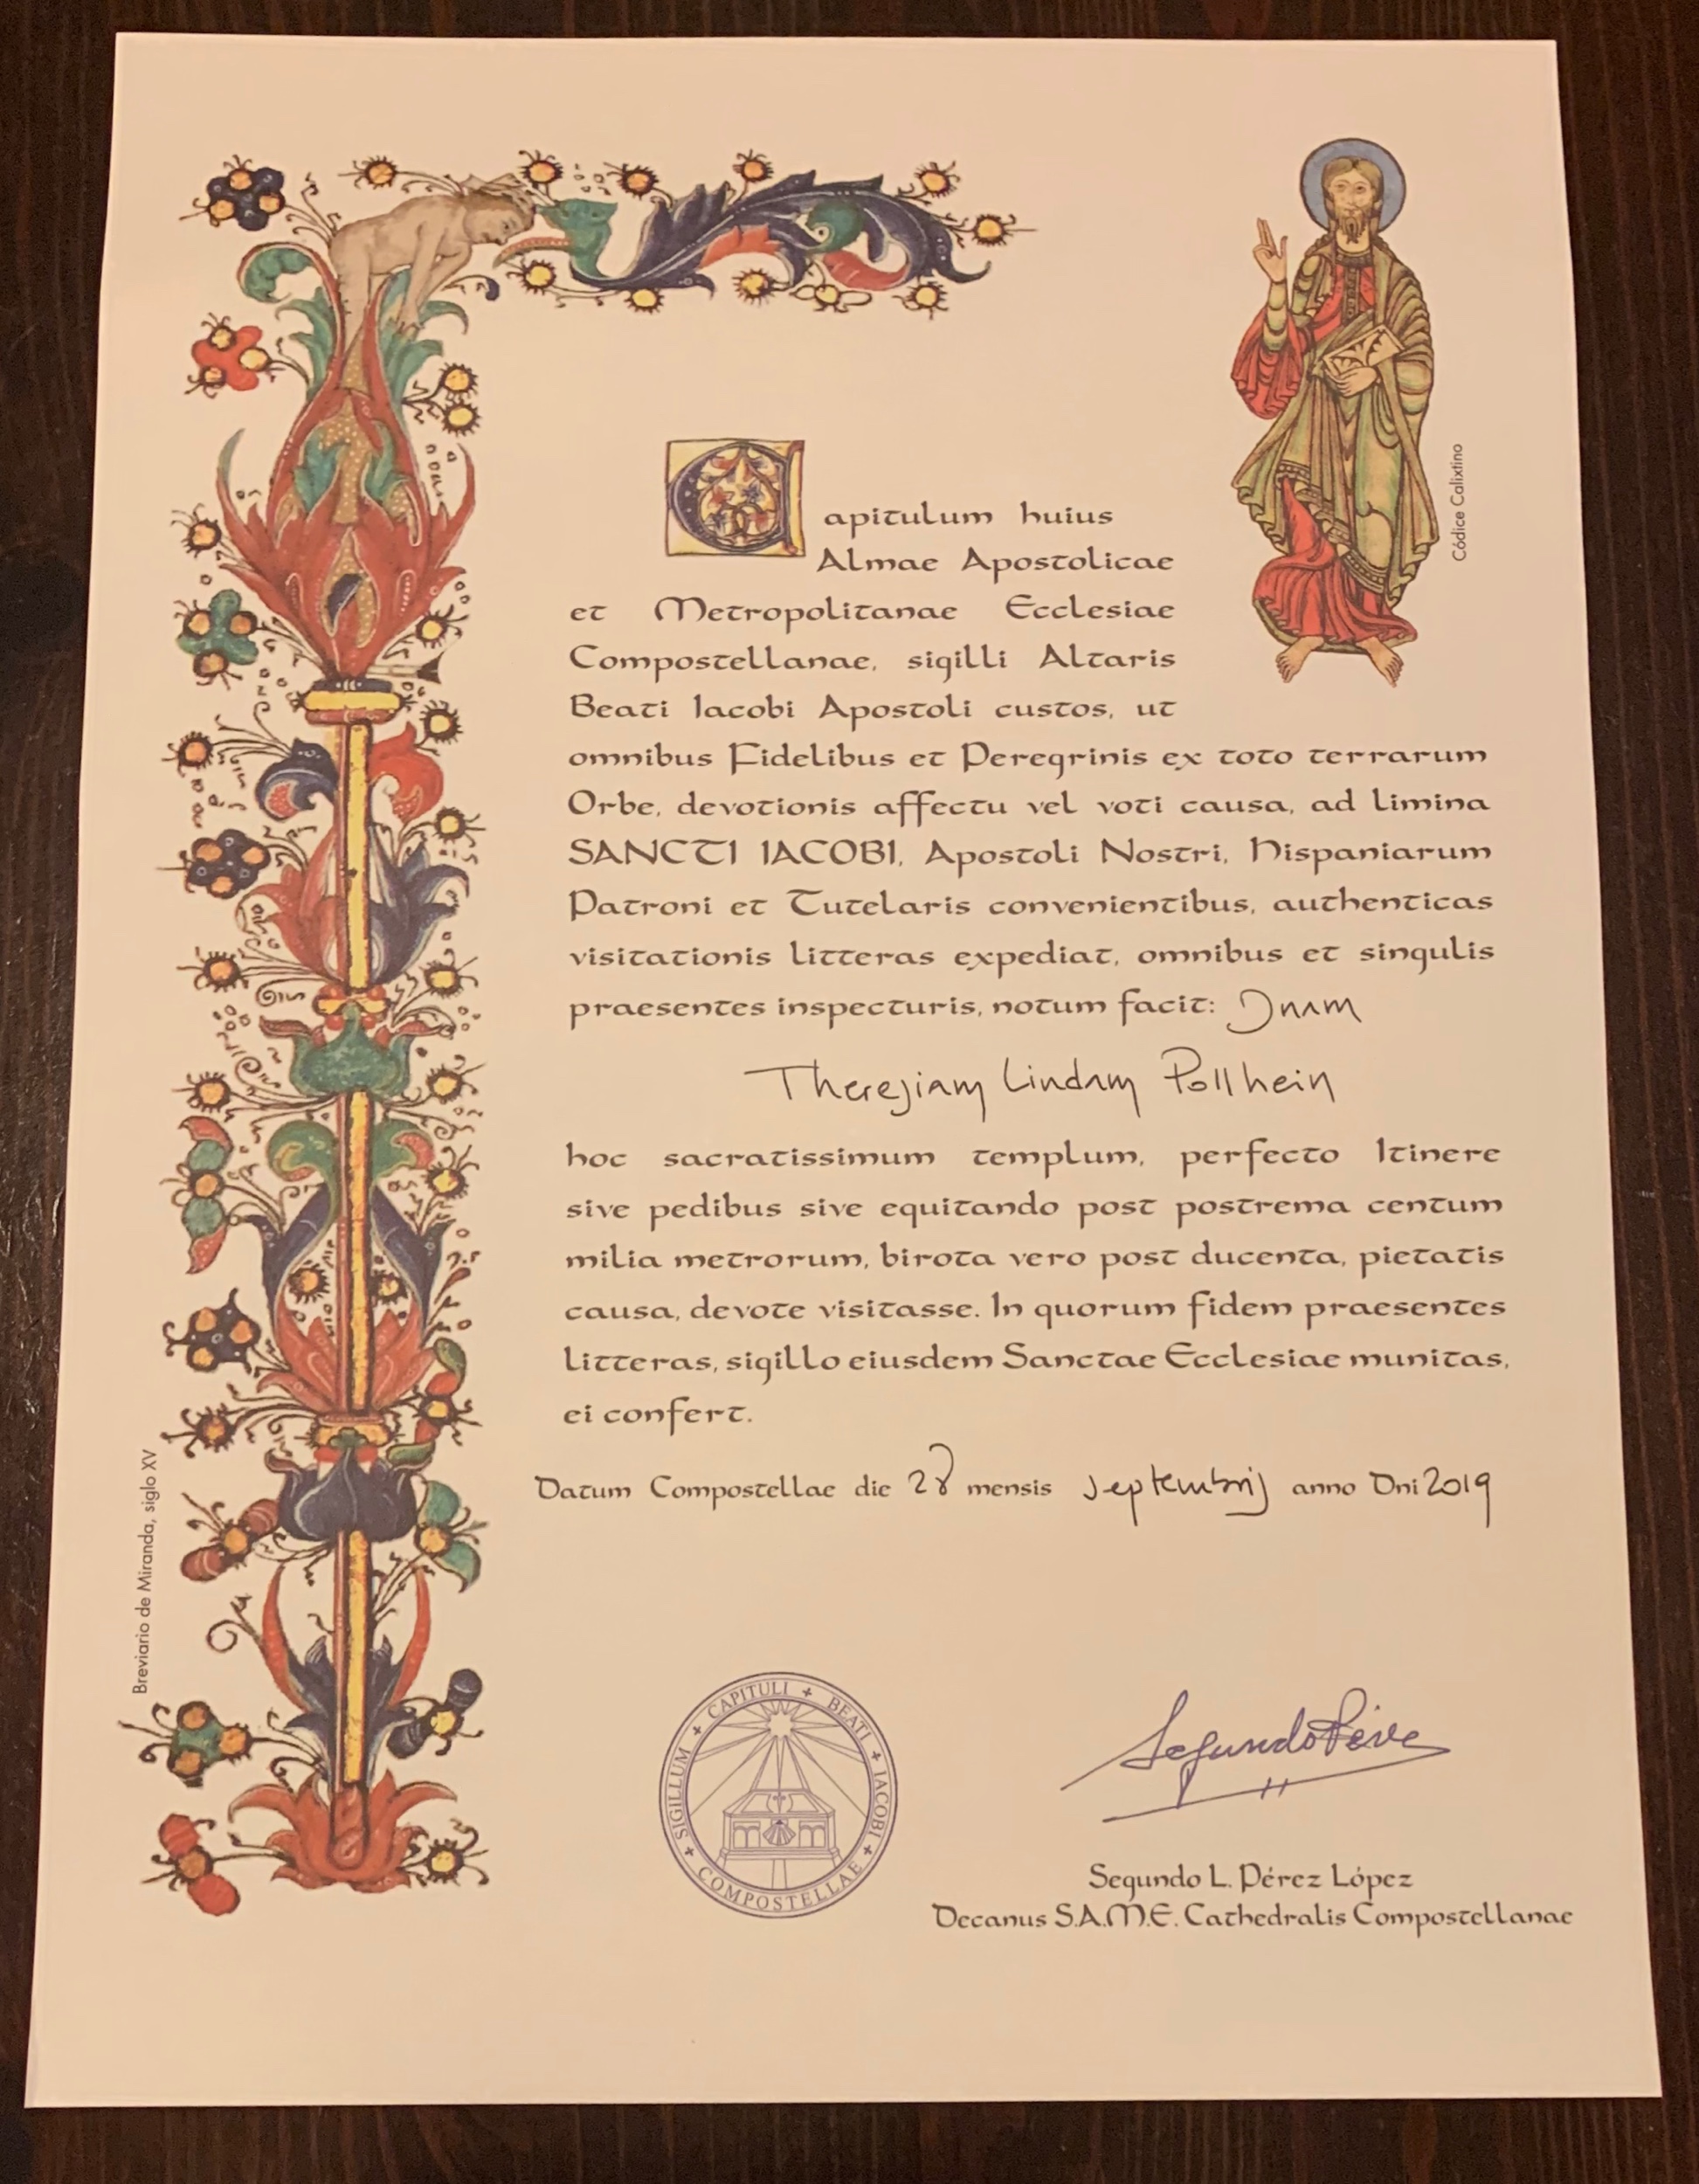 Capitulum huius
Almae Apostolicae
et Metropolitanae Ecclesiae
Compostellanae, sigilli Altaris
Beati Iacobi Apostoli custos, ut
omnibus Fidelibus et Peregrinis ex toto terrarum
Orbe, devotionis affectu vel voti causa, ad limina
SANCTI IACOBI, Apostoli Nostri, Hispaniarum
Patroni et Tutelaris convenientibus, authenticas
visitationis litteras expediat, omnibus et singulis
praesentes inspecturis, notum facit: Dnam
Theresiam Lindam Pollhein
hoc sacratissimum templum, perfecto Itinere
sive pedibus sive equitando post postrema centum
milia metrorum, birota vero post ducenta, pietatis
causa, devote visitasse. In quorum fidem praesentes
litteras, sigillo eiusdem Sanctae Ecclesiae munitas,
ei confert.
Datum Compostellae die 28 mensis septembris anno Dni 2019
Códice Calixtino
Breviario de Miranda, siglo XV
SIGILLUM + CAPITULI + BEATI + IACOBI + COMPOSTELLAE +
Segundo Pérez
Segundo L. Pérez López
Decanus S.A.M.E. Cathedralis Compostellanae